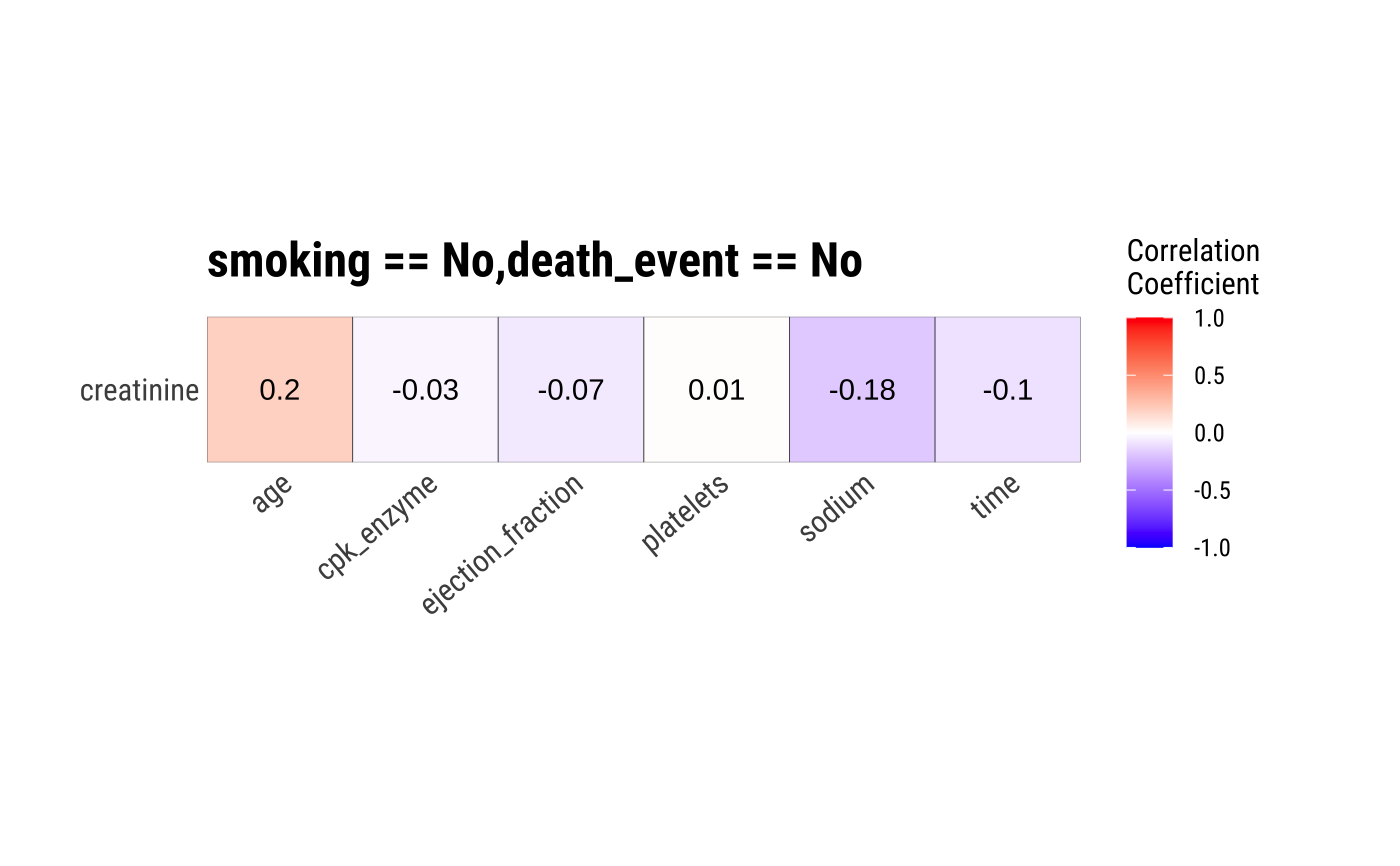 smoking == No,death_event == No
Correlation
Coefficient
1.0
0.5
0.0
-0.5
-1.0
creatinine
0.2
-0.03
-0.07
0.01
-0.18
-0.1
age
cpk_enzyme
ejection_fraction
platelets
sodium
time